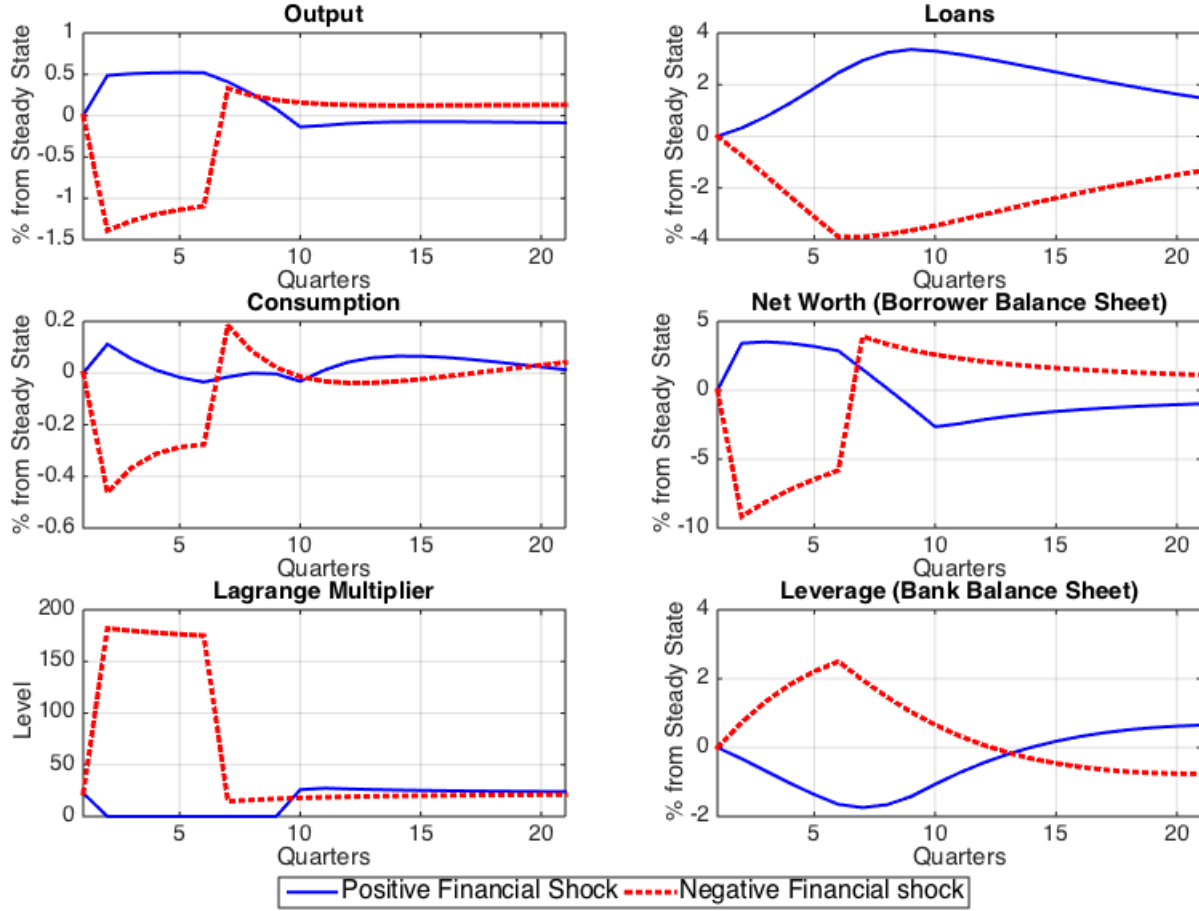 Output
% from Steady State
1
0.5
0
-0.5
-1
-1.5
5
10
15
20
Quarters
Loans
% from Steady State
4
2
0
-2
-4
5
10
15
20
Quarters
Consumption
% from Steady State
0.2
0
-0.2
-0.4
-0.6
5
10
15
20
Quarters
Net Worth (Borrower Balance Sheet)
% from Steady State
5
0
-5
-10
5
10
15
20
Quarters
Lagrange Multiplier
Level
200
150
100
50
0
5
10
15
20
Quarters
Leverage (Bank Balance Sheet)
% from Steady State
4
2
0
-2
5
10
15
20
Quarters
Positive Financial Shock
Negative Financial shock